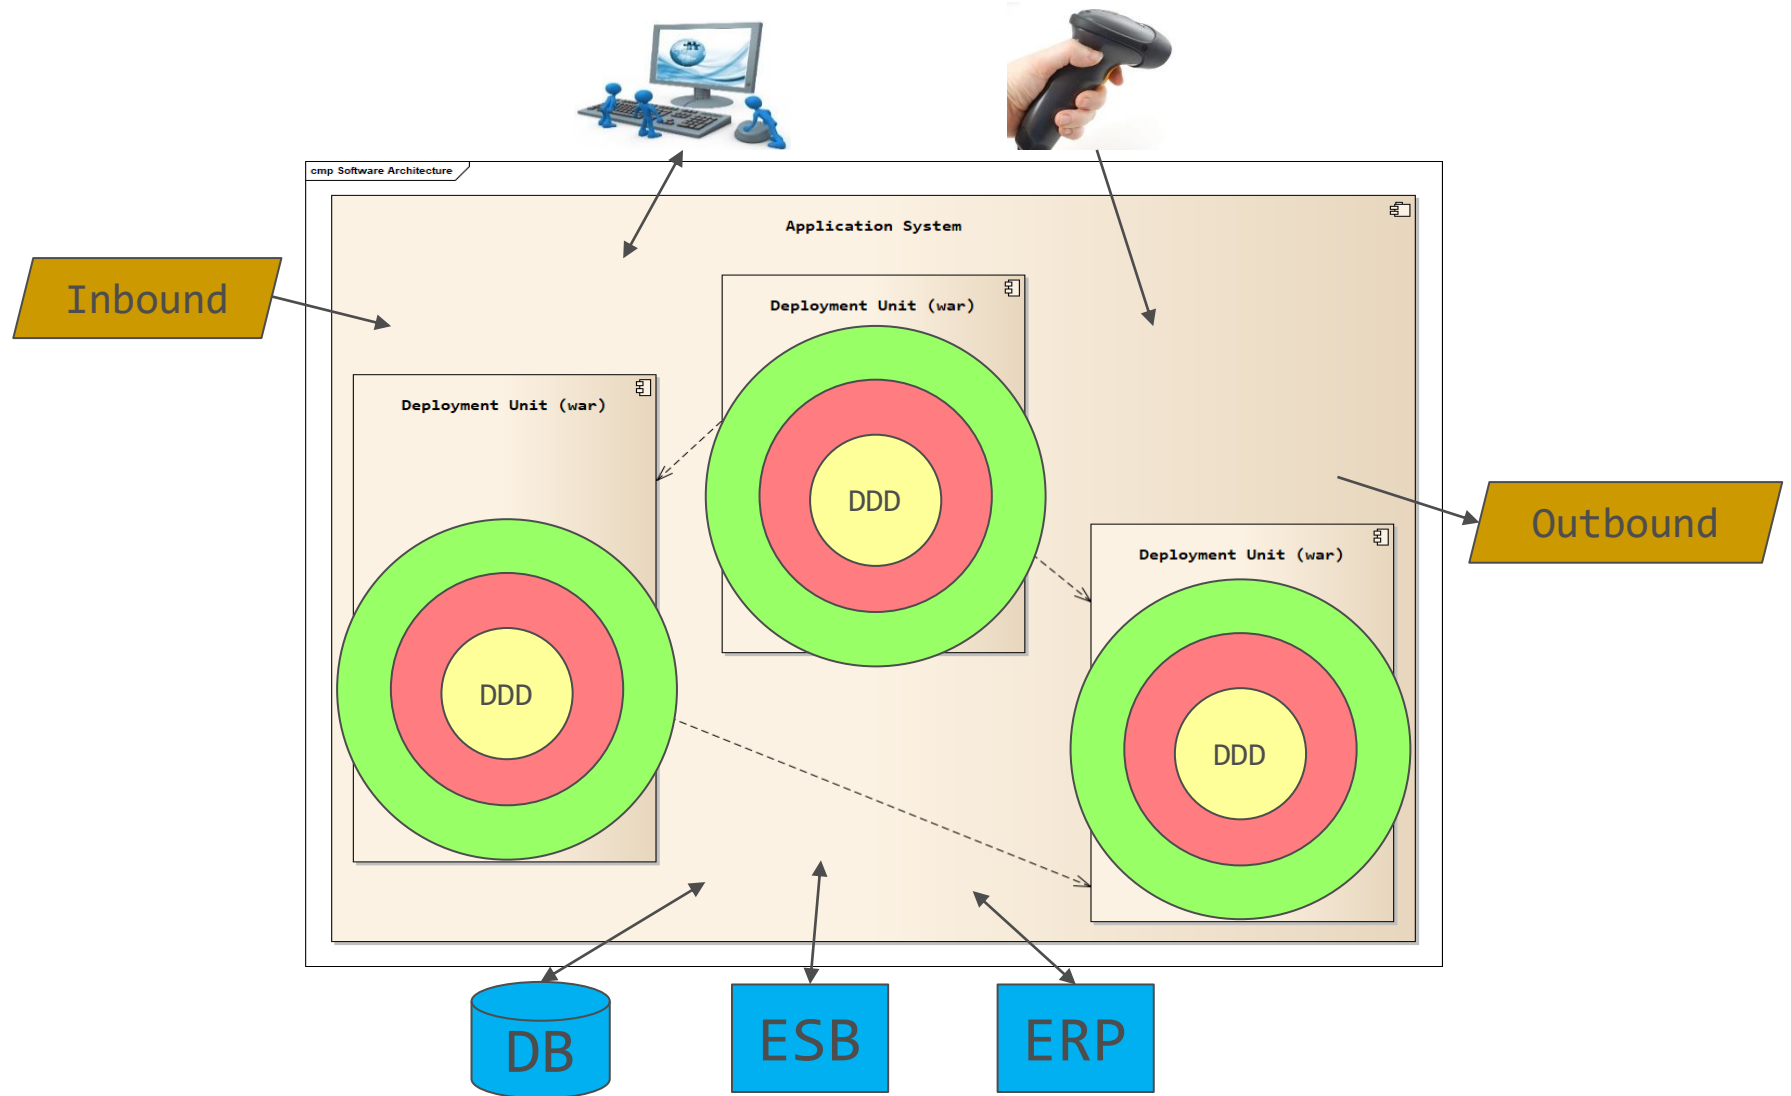 cmp Software Architecture
Application System
Inbound
Deployment Unit (war)
DDD
Deployment Unit (war)
DDD
Outbound
Deployment Unit (war)
DDD
DB
ESB
ERP